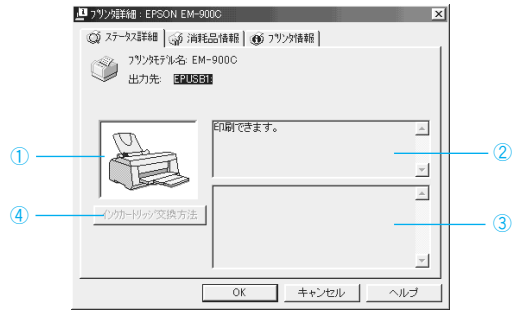 プリンタ詳細 : EPSON EM-900C
ステータス詳細 消耗品情報 プリンタ情報
プリンタモデル名: EM-900C
出力先: EPUSB1:
印刷できます。
①
②
④
インクカートリッジ交換方法
③
OK キャンセル ヘルプ